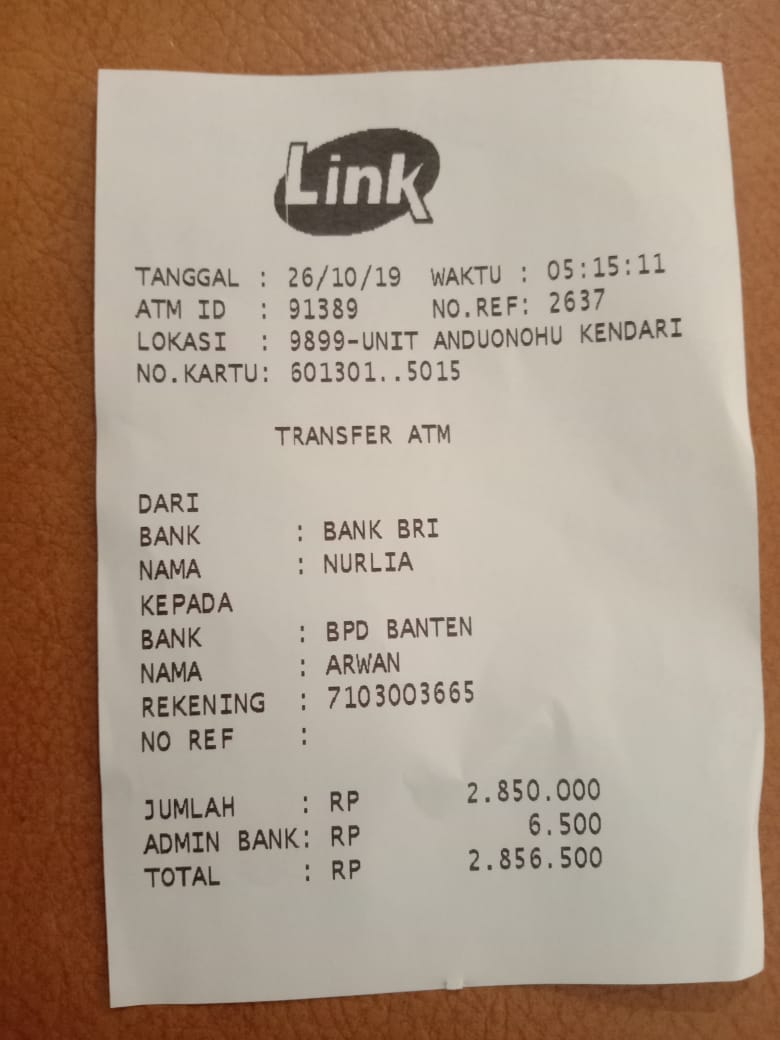 Link
TANGGAL : 26/10/19 WAKTU : 05:15:11
ATM ID : 91389 NO.REF: 2637
LOKASI : 9899-UNIT ANDUONOHU KENDARI
NO.KARTU: 601301..5015
TRANSFER ATM
DARI
BANK : BANK BRI
NAMA : NURLIA
KEPADA
BANK : BPD BANTEN
NAMA : ARWAN
REKENING : 7103003665
NO REF :
JUMLAH : RP 2.850.000
ADMIN BANK: RP 6.500
TOTAL : RP 2.856.500